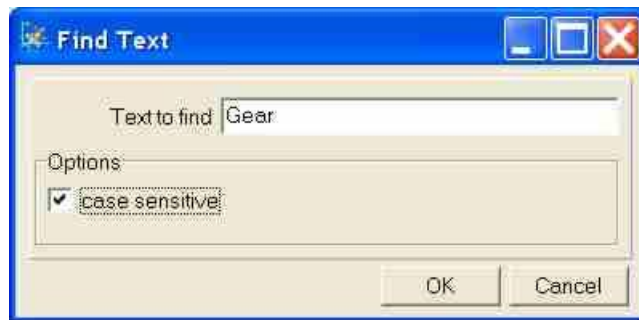 Find Text
Text to find Gear
Options
case sensitive
OK Cancel